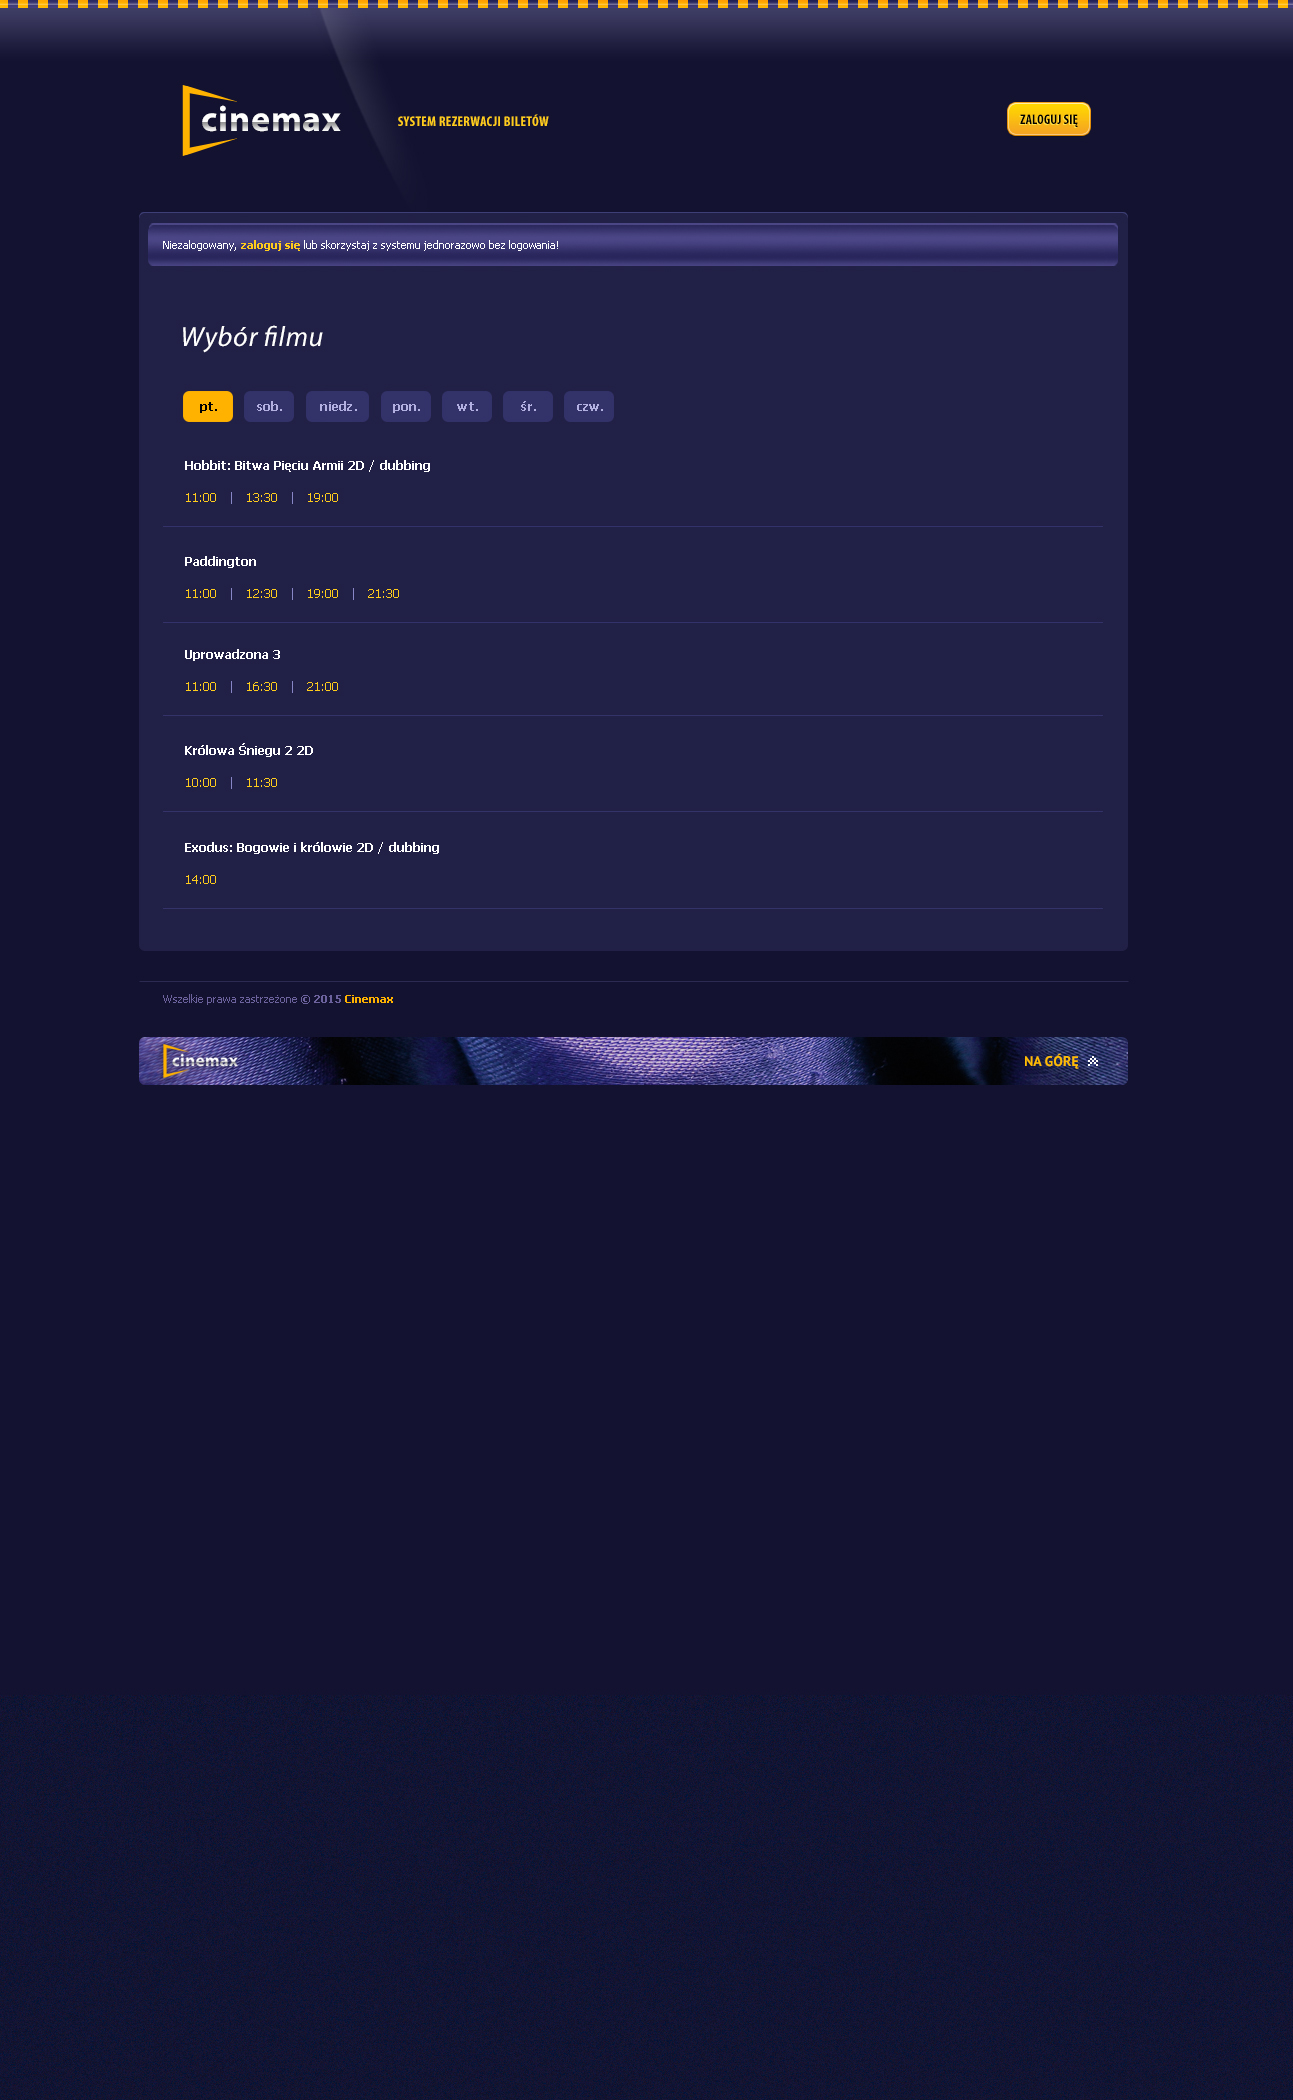 cinemax
SYSTEM REZERWACJI BILETÓW
ZALOGUJ SIĘ
Niezalogowany, zaloguj się lub skorzystaj z systemu jednorazowo bez logowania!
Wybór filmu
pt. sob. niedz. pon. wt. śr. czw.
Hobbit: Bitwa Pięciu Armii 2D / dubbing
11:00 | 13:30 | 19:00
Paddington
11:00 | 12:30 | 19:00 | 21:30
Uprowadzona 3
11:00 | 16:30 | 21:00
Królowa Śniegu 2 2D
10:00 | 11:30
Exodus: Bogowie i królowie 2D / dubbing
14:00
Wszelkie prawa zastrzeżone © 2015 Cinemax
cinemax
NA GÓRĘ